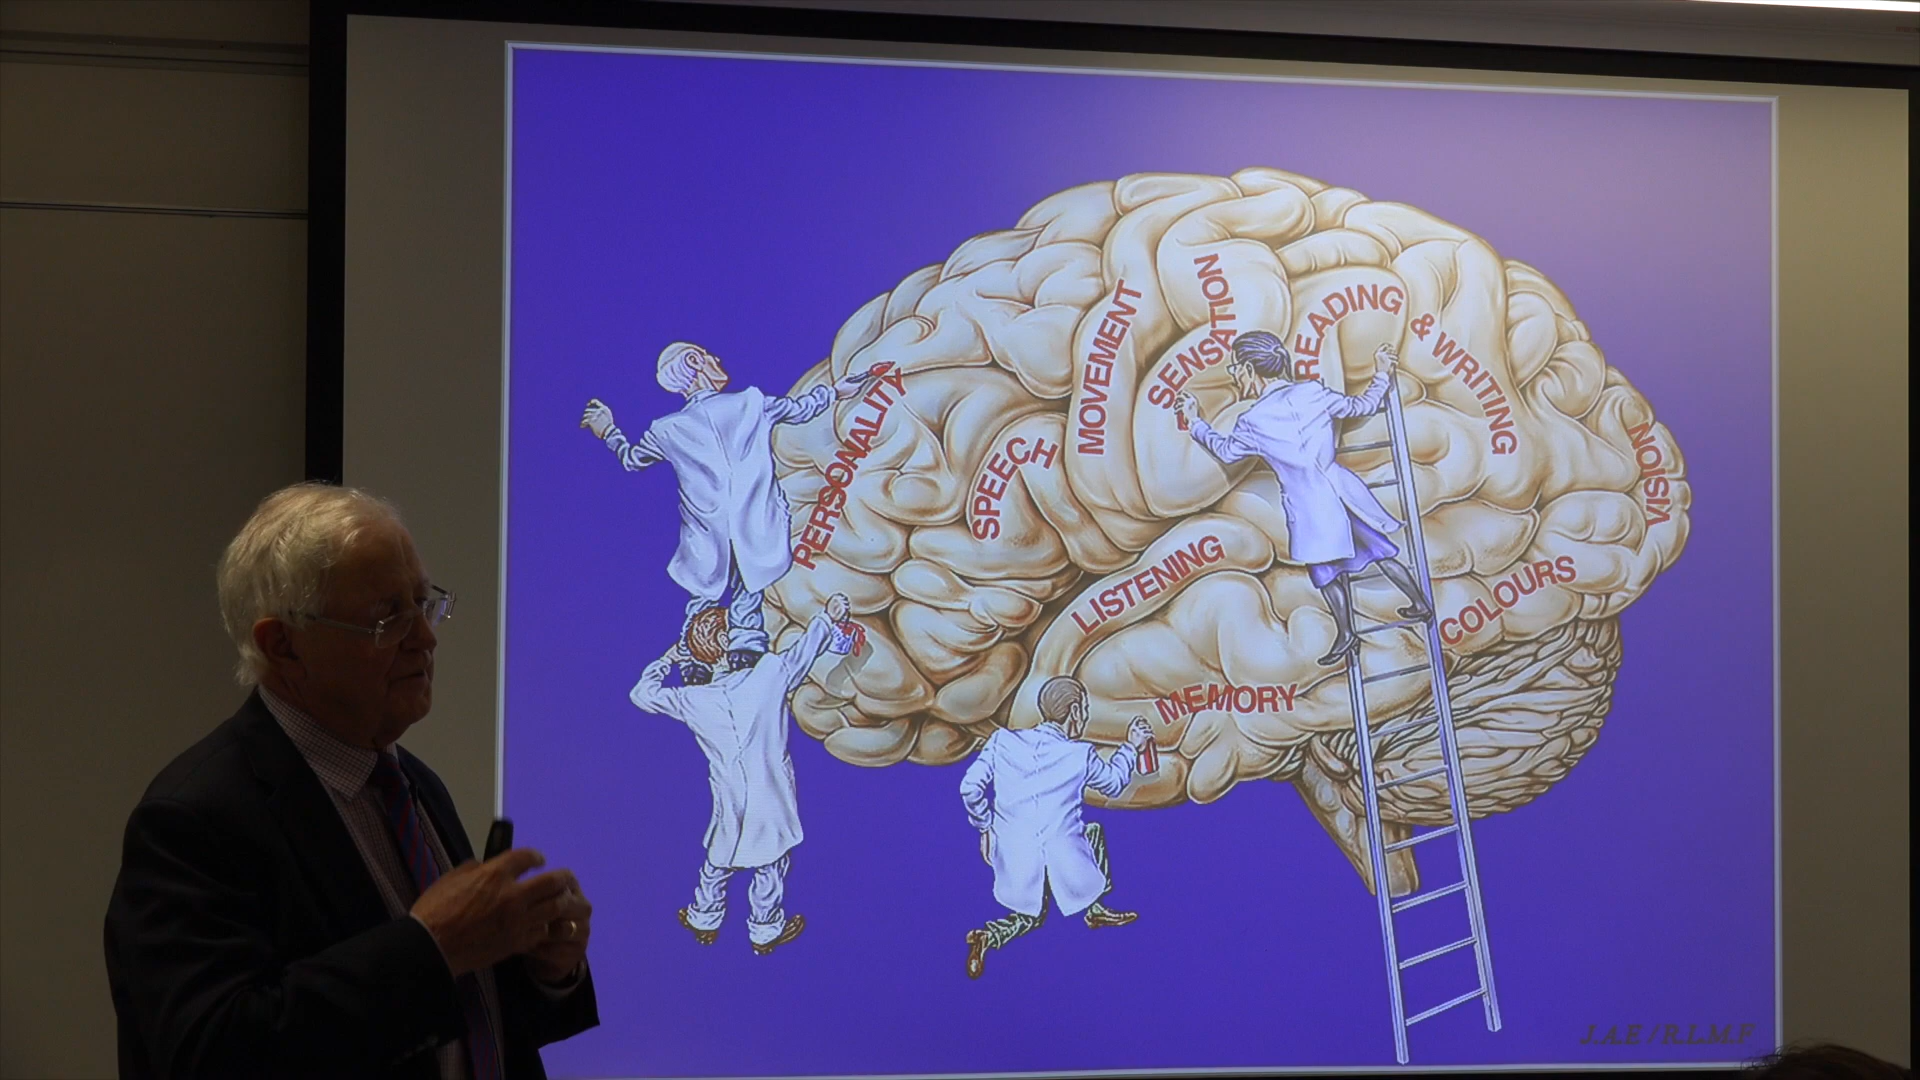 PERSONALITY
SPEECH
MOVEMENT
SENSATION
READING & WRITING
VISION
LISTENING
COLOURS
MEMORY
J.A.E / R.L.M.F